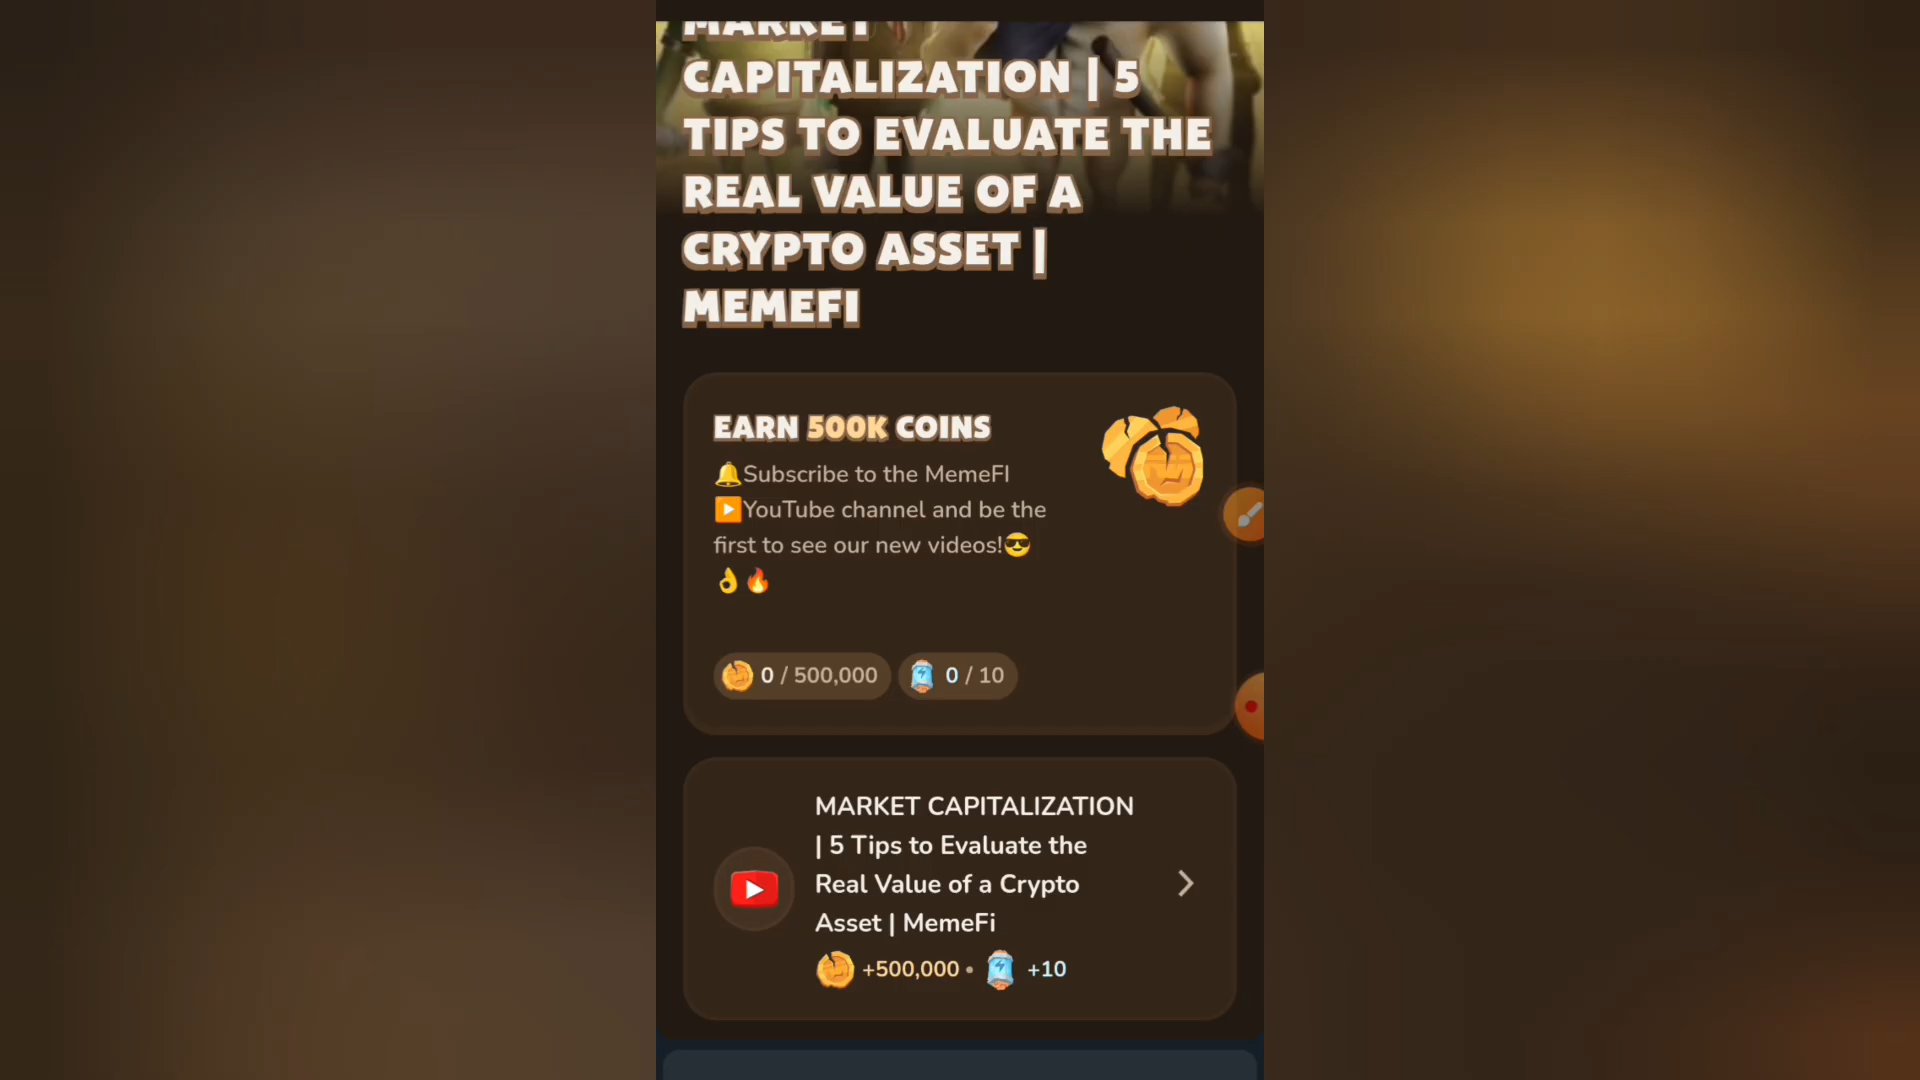 MARKET
CAPITALIZATION | 5
TIPS TO EVALUATE THE
REAL VALUE OF A
CRYPTO ASSET |
MEMEFI
EARN 500K COINS
🔔Subscribe to the MemeFI
▶️YouTube channel and be the
first to see our new videos!😎
👌🔥
0 / 500,000 0 / 10
MARKET CAPITALIZATION
| 5 Tips to Evaluate the
Real Value of a Crypto
Asset | MemeFi
+500,000 • +10